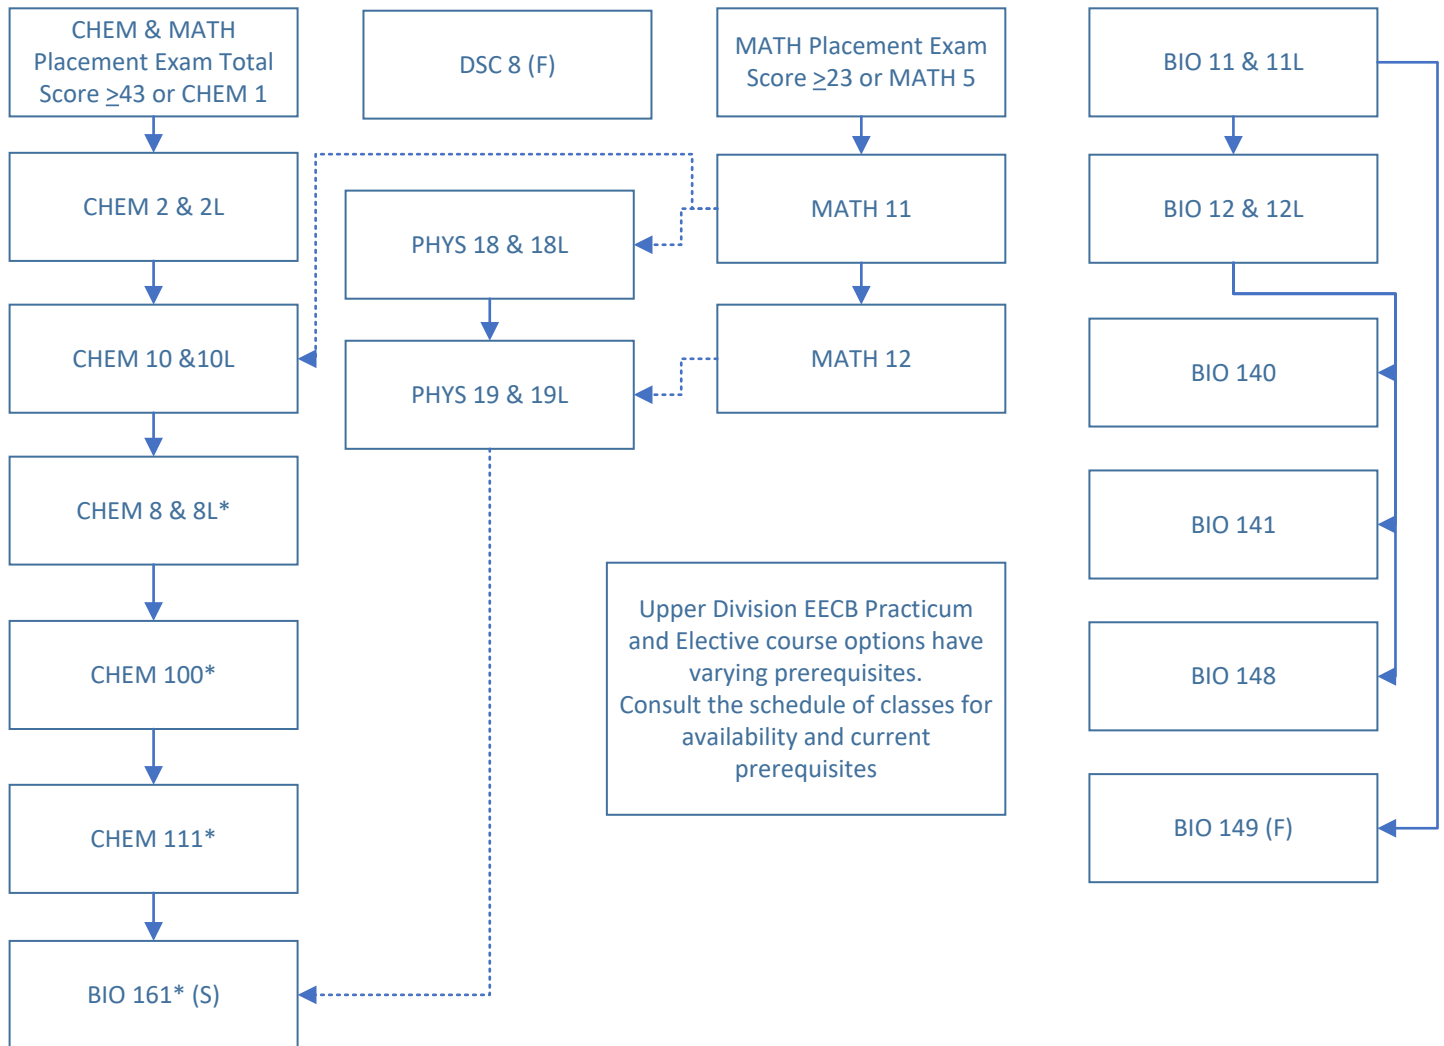 CHEM & MATH
Placement Exam Total
Score ≥43 or CHEM 1
DSC 8 (F)
MATH Placement Exam
Score ≥23 or MATH 5
BIO 11 & 11L
CHEM 2 & 2L
PHYS 18 & 18L
MATH 11
BIO 12 & 12L
CHEM 10 &10L
PHYS 19 & 19L
MATH 12
BIO 140
CHEM 8 & 8L*
BIO 141
Upper Division EECB Practicum
and Elective course options have
varying prerequisites.
Consult the schedule of classes for
availability and current
prerequisites
CHEM 100*
BIO 148
CHEM 111*
BIO 149 (F)
BIO 161* (S)